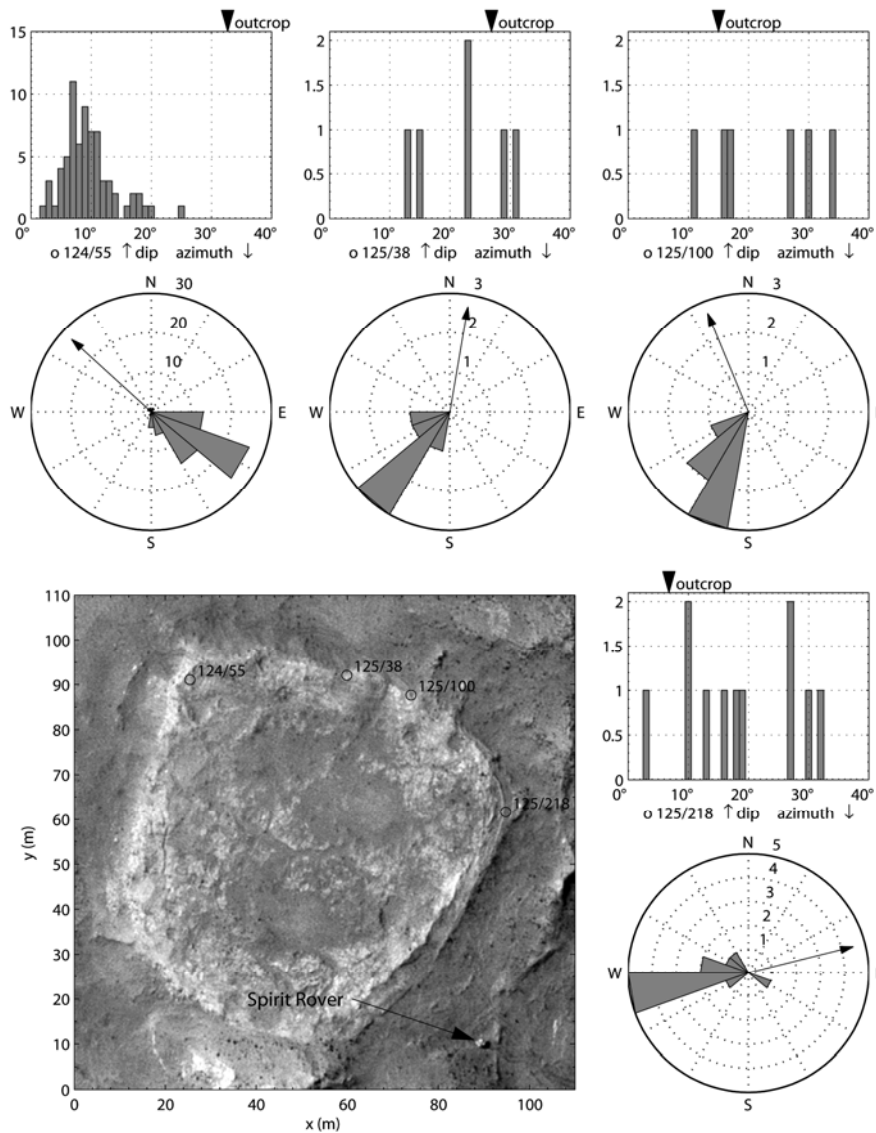 outcrop
outcrop
outcrop
15
10
5
0
0°
10°
20°
30°
40°
o 124/55 ↑ dip azimuth ↓
2
1.5
1
0.5
0
0°
10°
20°
30°
40°
o 125/38 ↑ dip azimuth ↓
2
1.5
1
0.5
0
0°
10°
20°
30°
40°
o 125/100 ↑ dip azimuth ↓
N 30
20
10
W
E
S
N 3
2
1
W
E
S
N 3
2
1
W
E
S
110
100
90
80
70
60
50
40
30
20
10
0
y (m)
0
20
40
60
80
100
x (m)
124/55
125/38
125/100
125/218
Spirit Rover
outcrop
2
1.5
1
0.5
0
0°
10°
20°
30°
40°
o 125/218 ↑ dip azimuth ↓
N 5
4
3
2
1
W
S